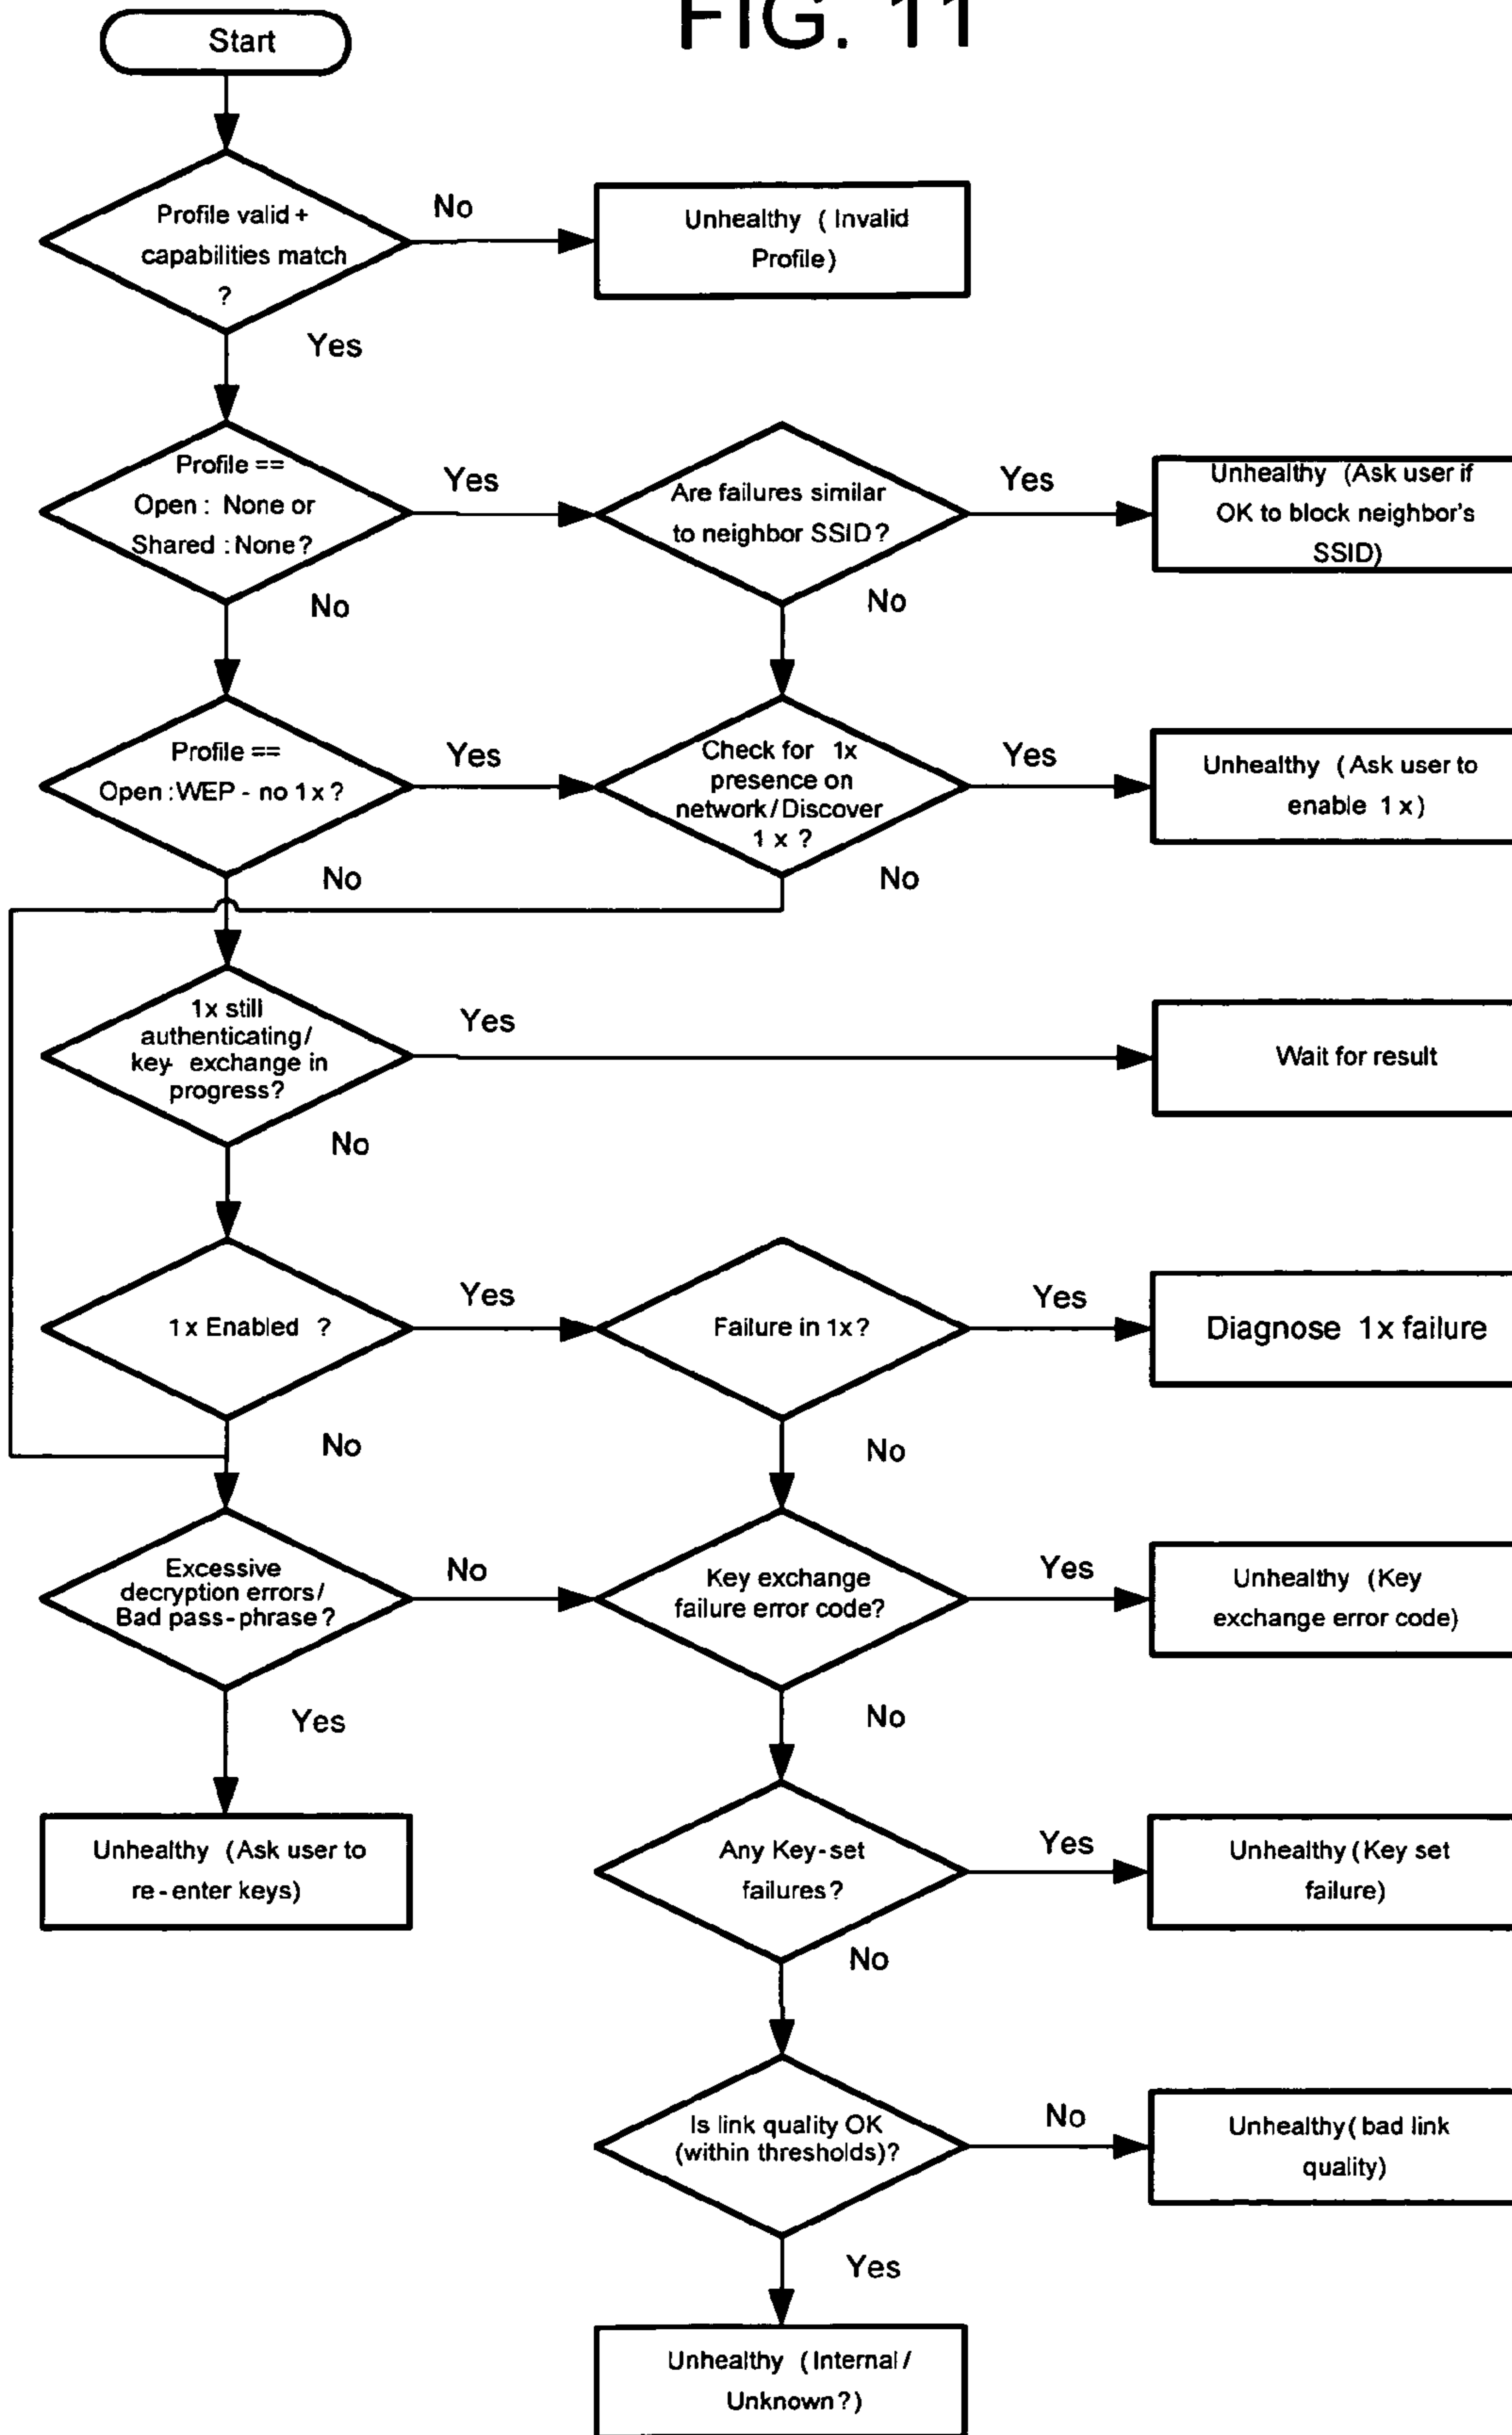 FIG. 11
Start
Profile valid +
capabilities match
?
No
Unhealthy (Invalid
Profile)
Yes
Profile ==
Open: None or
Shared:None?
Yes
Are failures similar
to neighbor SSID?
Yes
Unhealthy (Ask user if
OK to block neighbor's
SSID)
No
No
Profile ==
Open:WEP - no 1x?
Yes
Check for 1x
presence on
network/Discover
1x?
Yes
Unhealthy (Ask user to
enable 1x)
No
No
1x still
authenticating/
key exchange in
progress?
Yes
Wait for result
No
1x Enabled ?
Yes
Failure in 1x?
Yes
Diagnose 1x failure
No
No
Excessive
decryption errors/
Bad pass-phrase?
No
Key exchange
failure error code?
Yes
Unhealthy (Key
exchange error code)
Yes
No
Unhealthy (Ask user to
re-enter keys)
Any Key-set
failures?
Yes
Unhealthy (Key set
failure)
No
Is link quality OK
(within thresholds)?
No
Unhealthy (bad link
quality)
Yes
Unhealthy (Internal/
Unknown?)